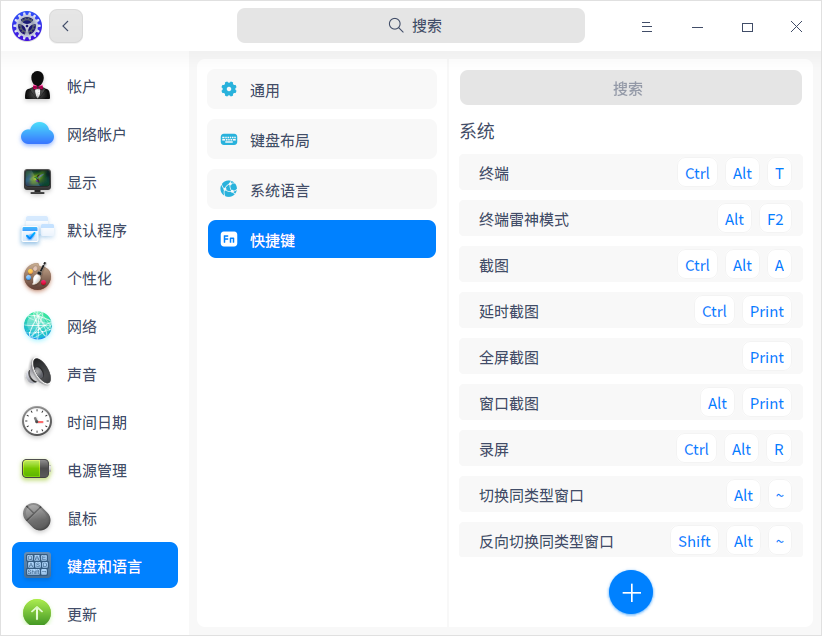 搜索
帐户
网络帐户
显示
默认程序
个性化
网络
声音
时间日期
电源管理
鼠标
键盘和语言
更新
通用
键盘布局
系统语言
Fn 快捷键
搜索
系统
终端 Ctrl Alt T
终端雷神模式 Alt F2
截图 Ctrl Alt A
延时截图 Ctrl Print
全屏截图 Print
窗口截图 Alt Print
录屏 Ctrl Alt R
切换同类型窗口 Alt ~
反向切换同类型窗口 Shift Alt ~